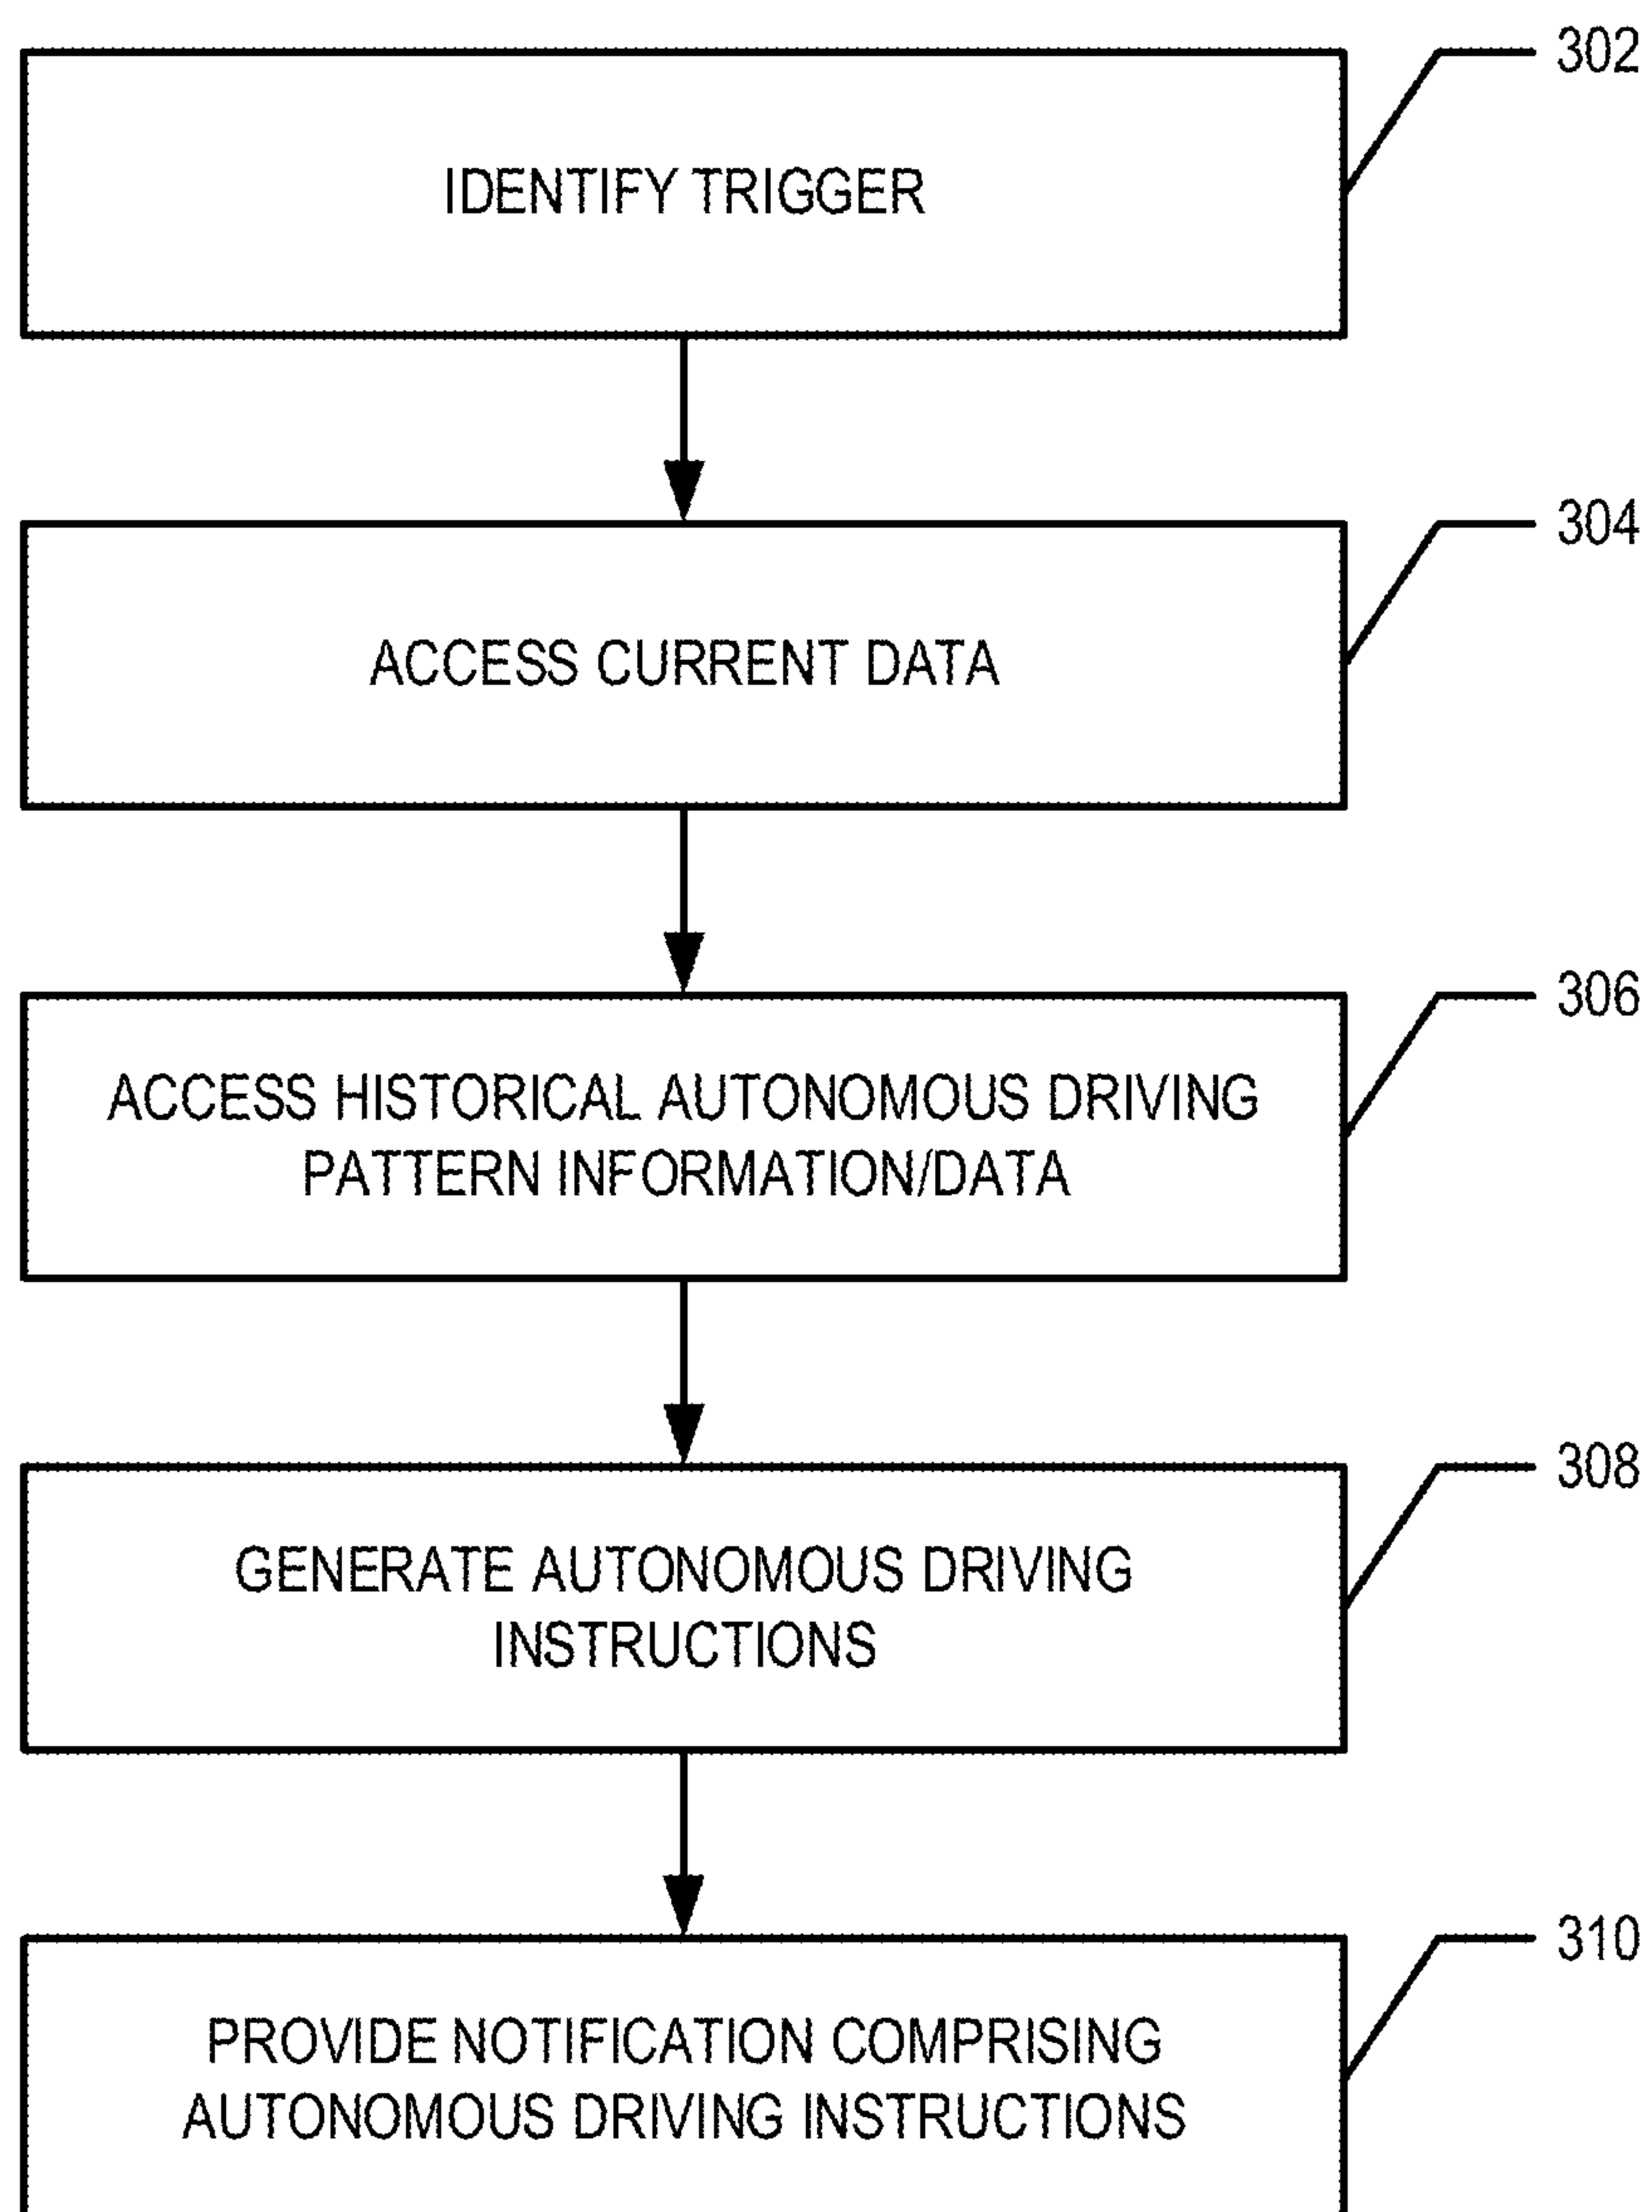 302
IDENTIFY TRIGGER
304
ACCESS CURRENT DATA
306
ACCESS HISTORICAL AUTONOMOUS DRIVING
PATTERN INFORMATION/DATA
308
GENERATE AUTONOMOUS DRIVING
INSTRUCTIONS
310
PROVIDE NOTIFICATION COMPRISING
AUTONOMOUS DRIVING INSTRUCTIONS